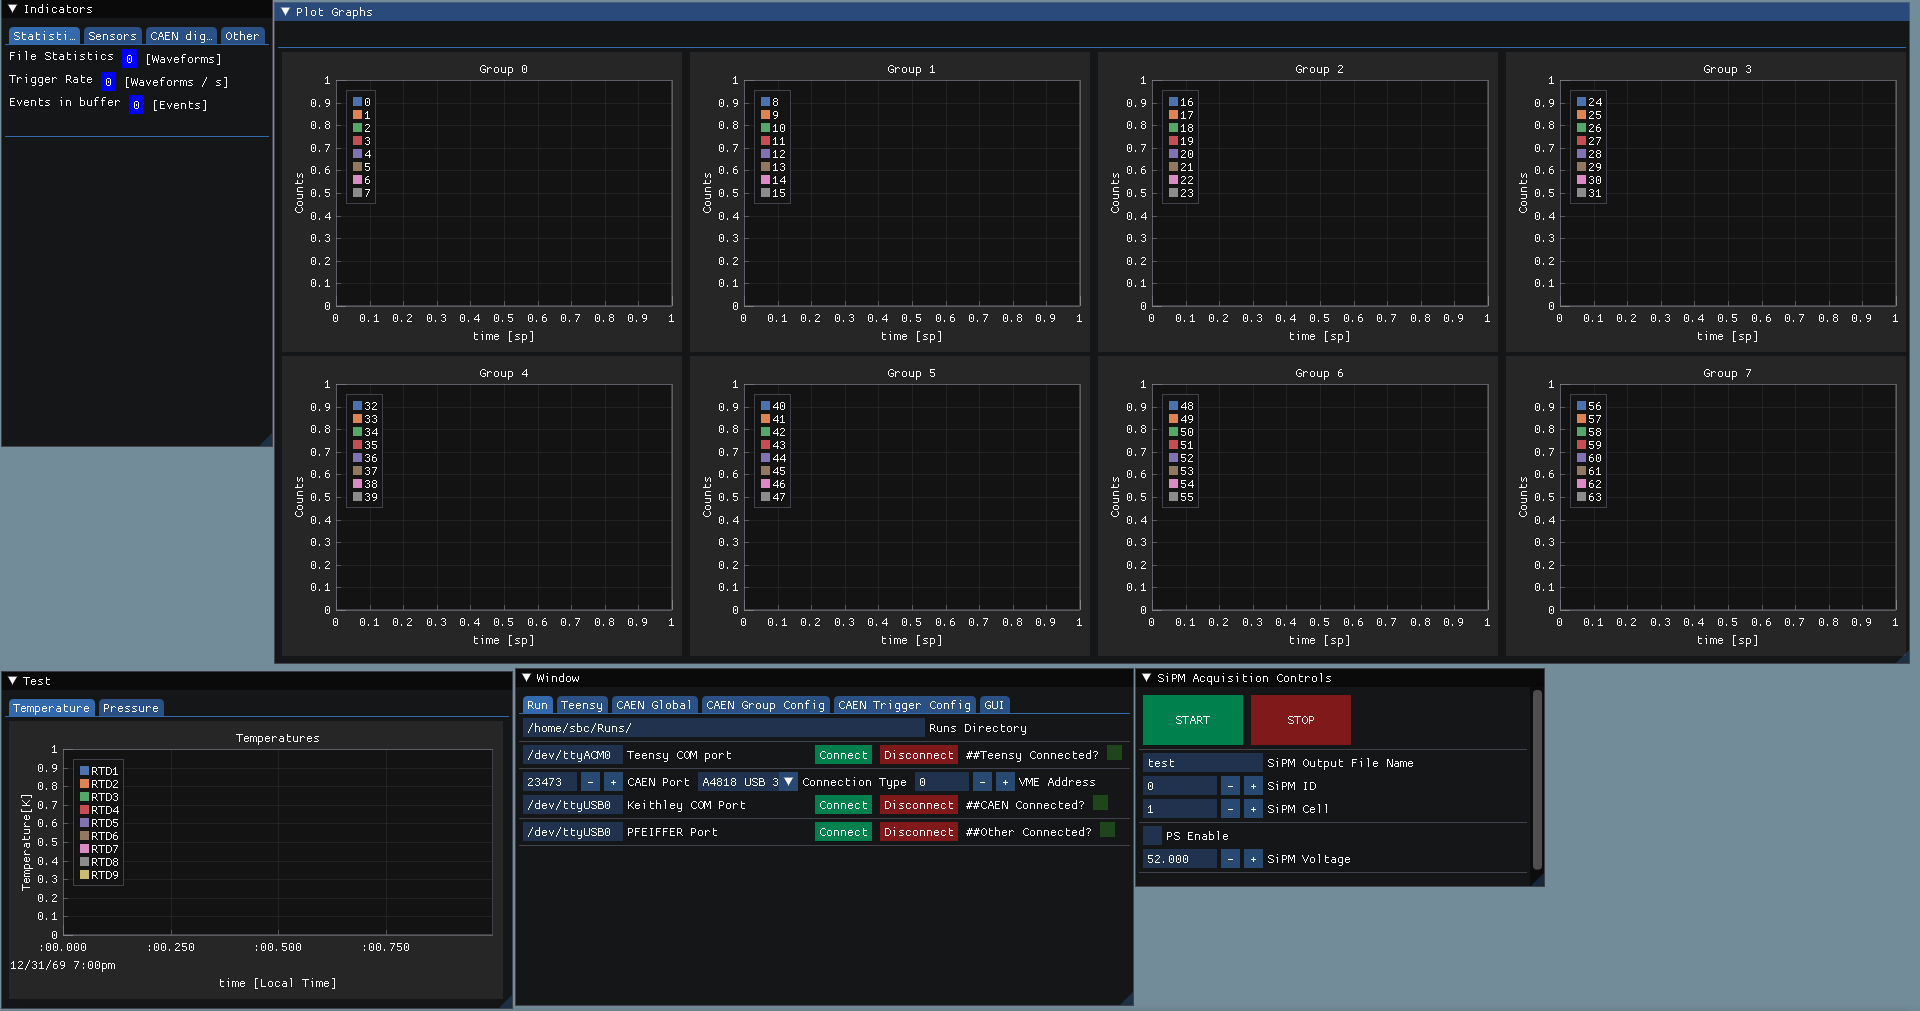 Indicators
Statisti…
Sensors
CAEN dig…
Other
File Statistics 0 [Waveforms]
Trigger Rate 0 [Waveforms / s]
Events in buffer 0 [Events]
Plot Graphs
Group 0
Counts
1
0.9
0.8
0.7
0.6
0.5
0.4
0.3
0.2
0.1
0
0
1
2
3
4
5
6
7
0 0.1 0.2 0.3 0.4 0.5 0.6 0.7 0.8 0.9 1
time [sp]
Group 1
Counts
1
0.9
0.8
0.7
0.6
0.5
0.4
0.3
0.2
0.1
0
8
9
10
11
12
13
14
15
0 0.1 0.2 0.3 0.4 0.5 0.6 0.7 0.8 0.9 1
time [sp]
Group 2
Counts
1
0.9
0.8
0.7
0.6
0.5
0.4
0.3
0.2
0.1
0
16
17
18
19
20
21
22
23
0 0.1 0.2 0.3 0.4 0.5 0.6 0.7 0.8 0.9 1
time [sp]
Group 3
Counts
1
0.9
0.8
0.7
0.6
0.5
0.4
0.3
0.2
0.1
0
24
25
26
27
28
29
30
31
0 0.1 0.2 0.3 0.4 0.5 0.6 0.7 0.8 0.9 1
time [sp]
Group 4
Counts
1
0.9
0.8
0.7
0.6
0.5
0.4
0.3
0.2
0.1
0
32
33
34
35
36
37
38
39
0 0.1 0.2 0.3 0.4 0.5 0.6 0.7 0.8 0.9 1
time [sp]
Group 5
Counts
1
0.9
0.8
0.7
0.6
0.5
0.4
0.3
0.2
0.1
0
40
41
42
43
44
45
46
47
0 0.1 0.2 0.3 0.4 0.5 0.6 0.7 0.8 0.9 1
time [sp]
Group 6
Counts
1
0.9
0.8
0.7
0.6
0.5
0.4
0.3
0.2
0.1
0
48
49
50
51
52
53
54
55
0 0.1 0.2 0.3 0.4 0.5 0.6 0.7 0.8 0.9 1
time [sp]
Group 7
Counts
1
0.9
0.8
0.7
0.6
0.5
0.4
0.3
0.2
0.1
0
56
57
58
59
60
61
62
63
0 0.1 0.2 0.3 0.4 0.5 0.6 0.7 0.8 0.9 1
time [sp]
Test
Temperature Pressure
Temperatures
Temperature[K]
1
0.9
0.8
0.7
0.6
0.5
0.4
0.3
0.2
0.1
0
RTD1
RTD2
RTD3
RTD4
RTD5
RTD6
RTD7
RTD8
RTD9
:00.000 :00.250 :00.500 :00.750
12/31/69 7:00pm
time [Local Time]
Window
Run Teensy CAEN Global CAEN Group Config CAEN Trigger Config GUI
/home/sbc/Runs/ Runs Directory
/dev/ttyACM0 Teensy COM port Connect Disconnect ##Teensy Connected?
23473 - + CAEN Port A4818 USB 3 Connection Type 0 - + VME Address
/dev/ttyUSB0 Keithley COM Port Connect Disconnect ##CAEN Connected?
/dev/ttyUSB0 PFEIFFER Port Connect Disconnect ##Other Connected?
SiPM Acquisition Controls
START STOP
test SiPM Output File Name
0 - + SiPM ID
1 - + SiPM Cell
PS Enable
52.000 - + SiPM Voltage